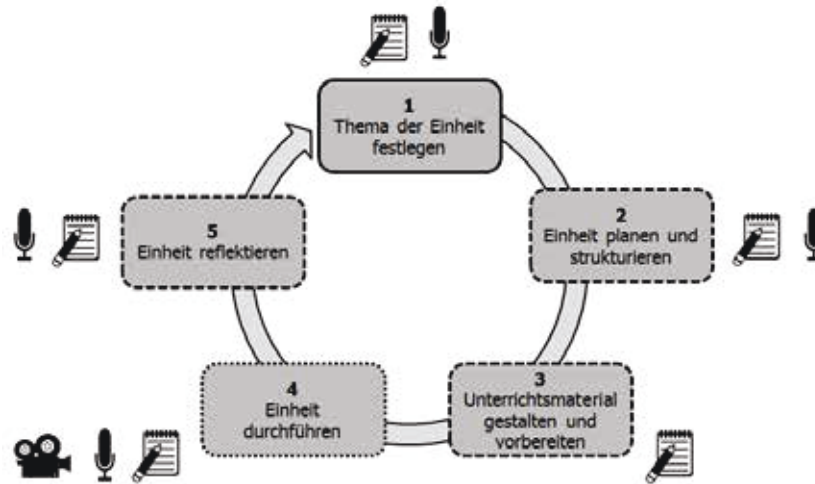 1
Thema der Einheit
festlegen
2
Einheit planen und
strukturieren
3
Unterrichtsmaterial
gestalten und
vorbereiten
4
Einheit
durchführen
5
Einheit reflektieren